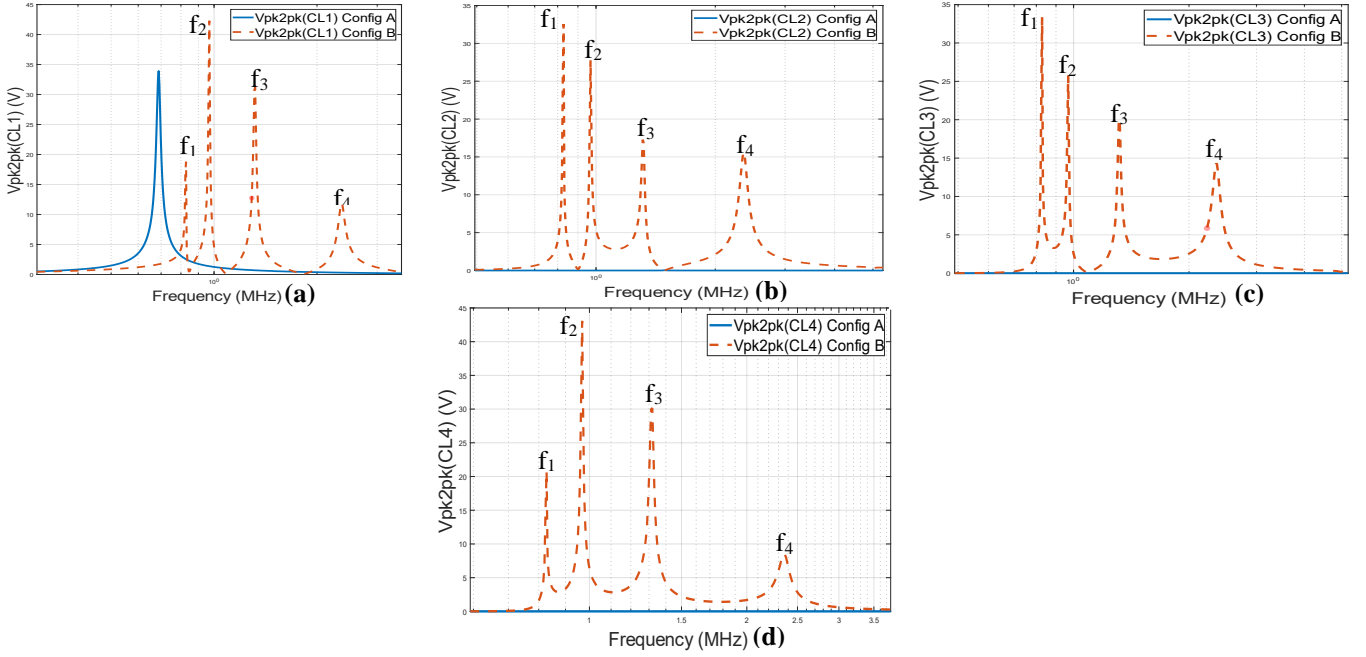 45
40
35
30
25
20
15
10
5
0
Vpk2pk(CL1) (V)
Vpk2pk(CL1) Config A
Vpk2pk(CL1) Config B
f1
f2
f3
f4
10^0
Frequency (MHz) (a)
35
30
25
20
15
10
5
0
Vpk2pk(CL2) (V)
Vpk2pk(CL2) Config A
Vpk2pk(CL2) Config B
f1
f2
f3
f4
10^0
Frequency (MHz) (b)
35
30
25
20
15
10
5
0
Vpk2pk(CL3) (V)
Vpk2pk(CL3) Config A
Vpk2pk(CL3) Config B
f1
f2
f3
f4
10^0
Frequency (MHz) (c)
45
40
35
30
25
20
15
10
5
0
Vpk2pk(CL4) (V)
Vpk2pk(CL4) Config A
Vpk2pk(CL4) Config B
f1
f2
f3
f4
1 1.5 2 2.5 3 3.5
Frequency (MHz) (d)